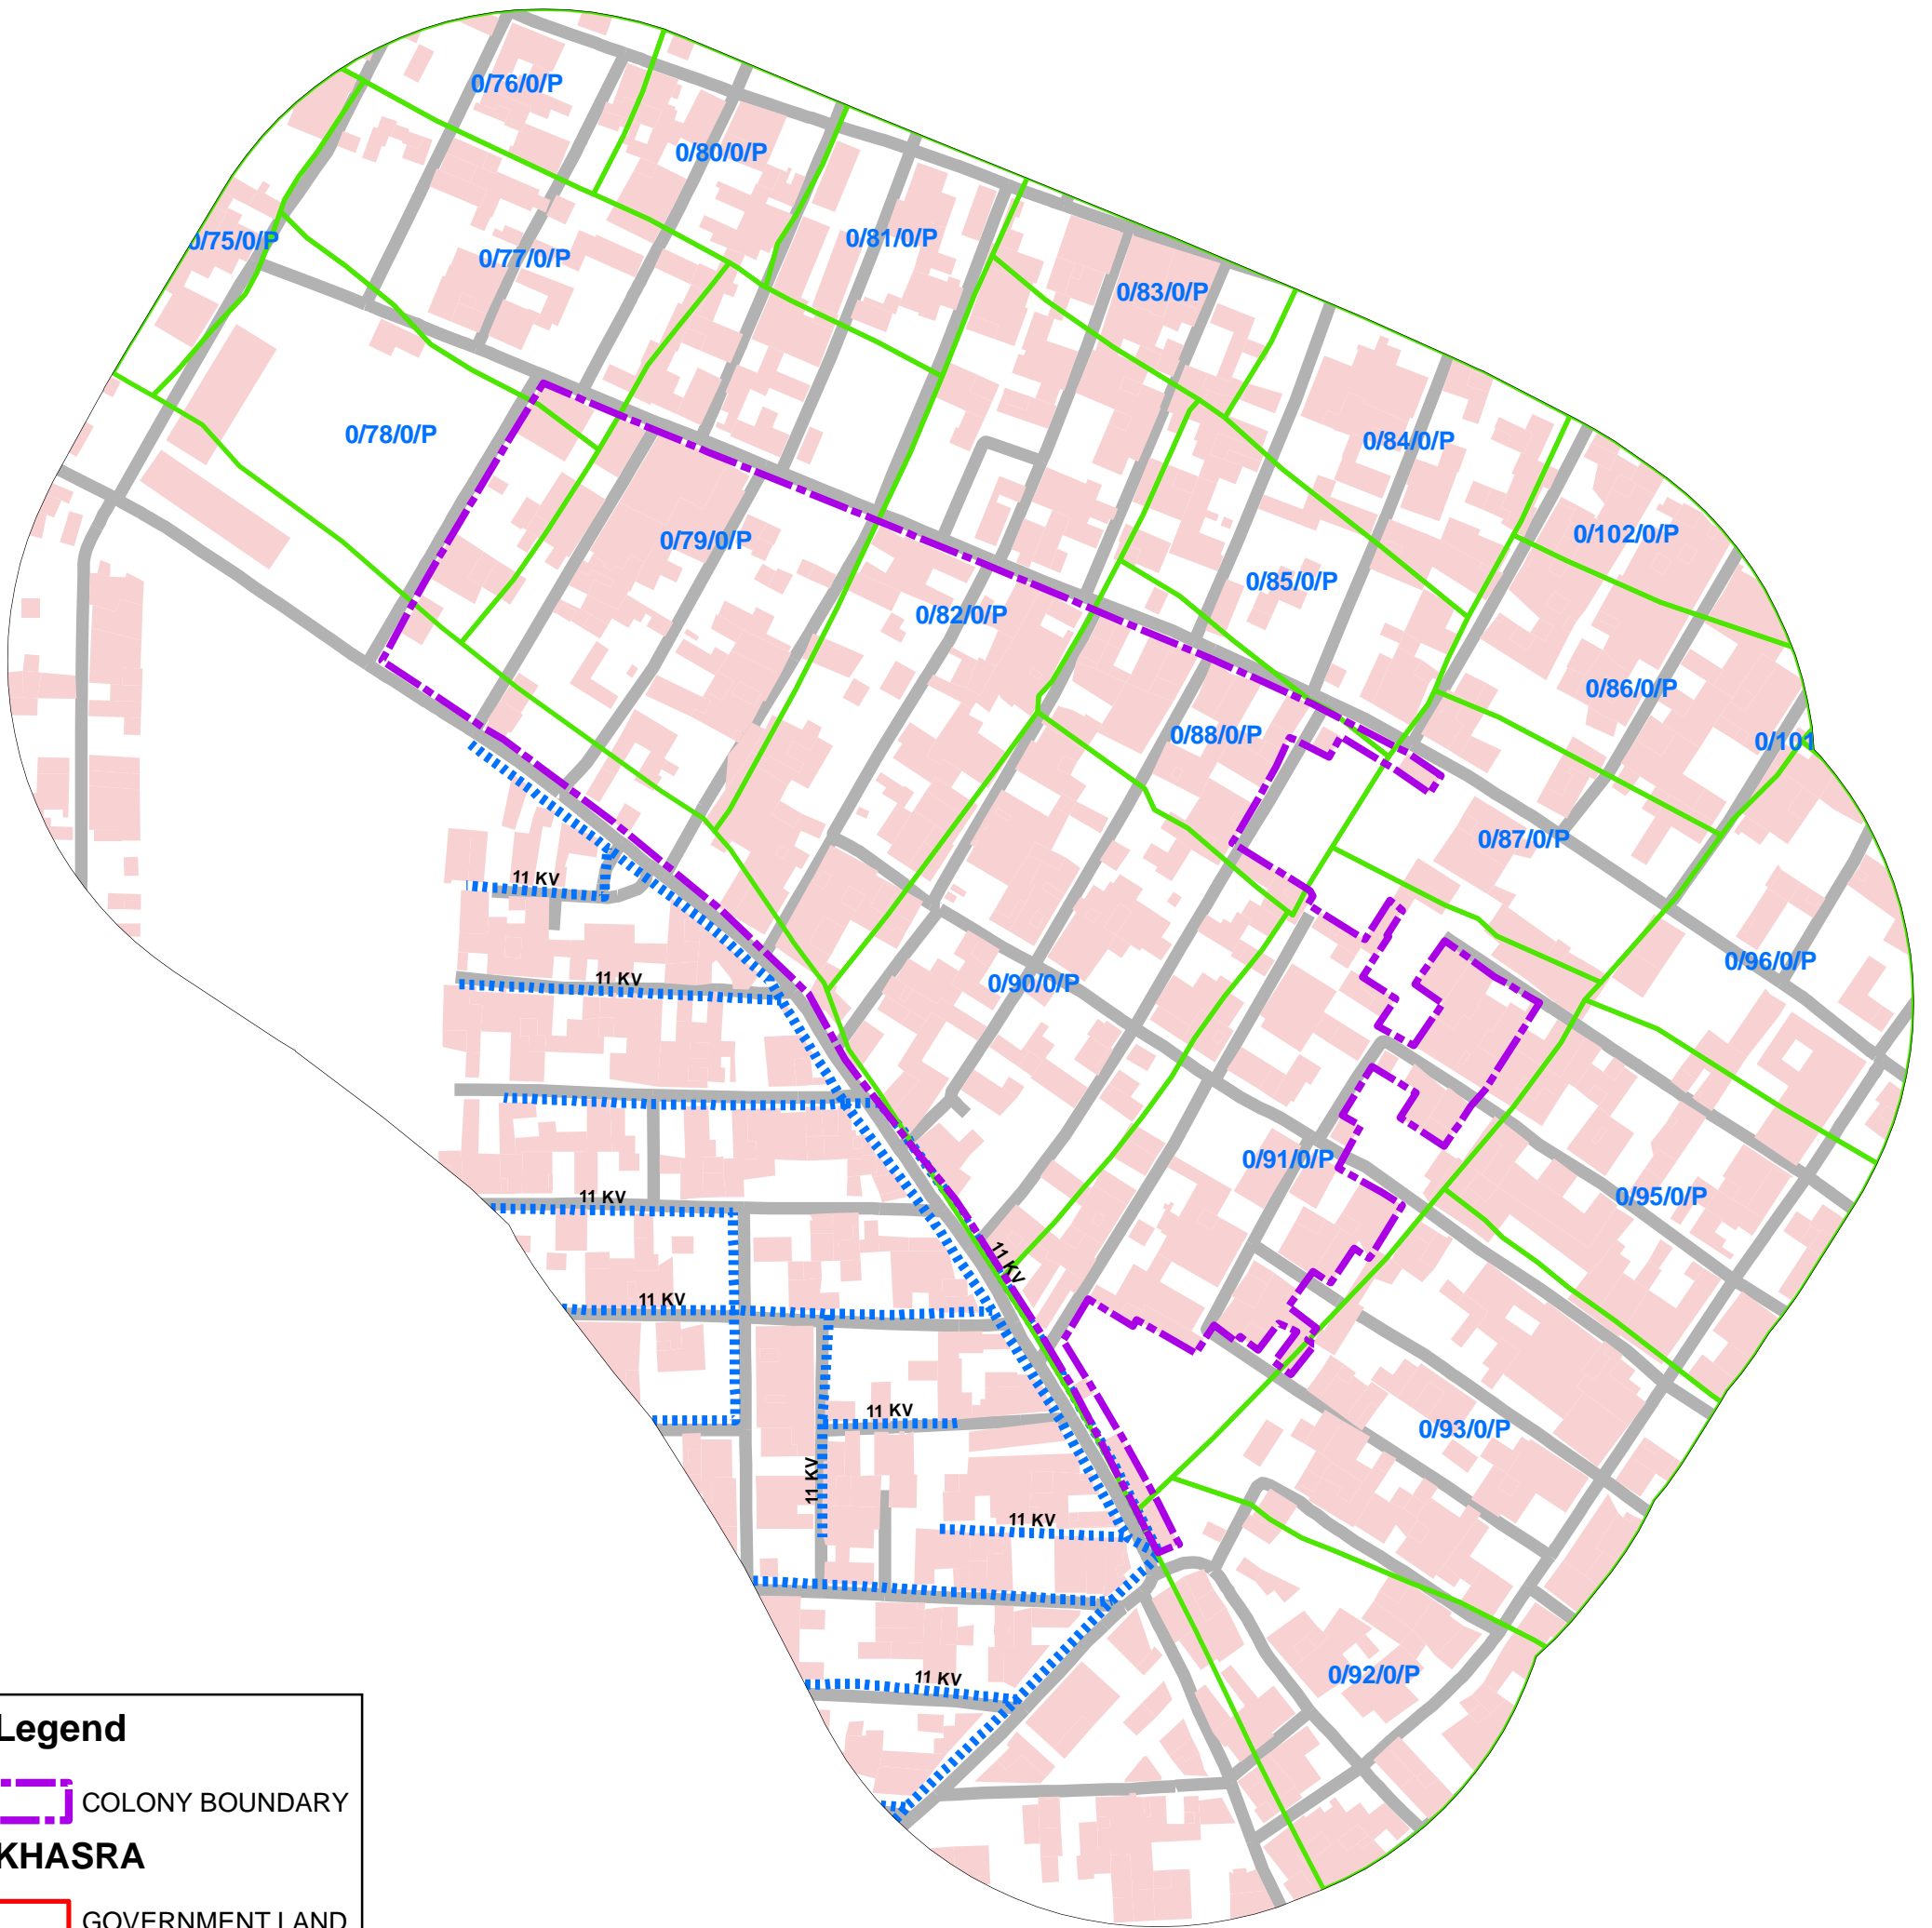 0/76/0/P
0/80/0/P
0/75/0/P
0/77/0/P
0/81/0/P
0/83/0/P
0/78/0/P
0/84/0/P
0/79/0/P
0/102/0/P
0/85/0/P
0/82/0/P
0/86/0/P
0/88/0/P
0/101
0/87/0/P
11 KV
0/96/0/P
11 KV
0/90/0/P
0/91/0/P
11 KV
0/95/0/P
11 KV
11 KV
11 KV
0/93/0/P
11 KV
11 KV
11 KV
0/92/0/P
Legend
COLONY BOUNDARY
KHASRA
GOVERNMENT LAND